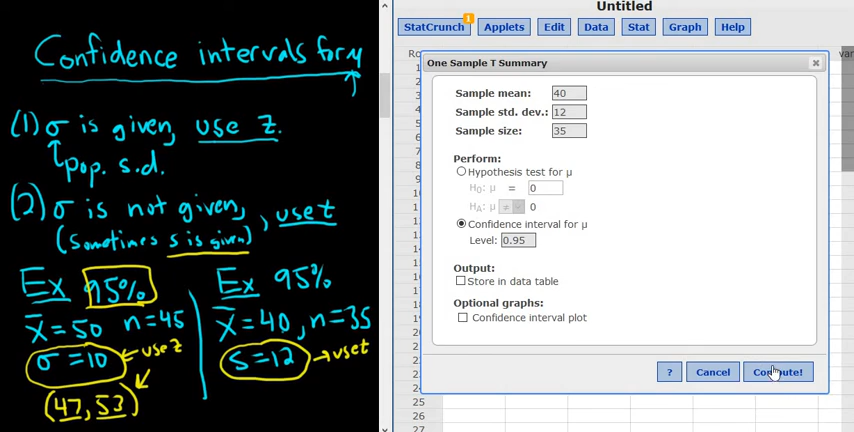 Confidence intervals for μ
(1) σ is given, use Z.
pop. s.d.
(2) σ is not given, use t
(sometimes s is given)
Ex 95%
x̄ = 50 n = 45
σ = 10 use z
(47, 53)
Ex 95%
x̄ = 40, n = 35
s = 12 → use t
Untitled
StatCrunch 1 Applets Edit Data Stat Graph Help
Ro
var
One Sample T Summary
Sample mean: 40
Sample std. dev.: 12
Sample size: 35
Perform:
Hypothesis test for μ
H0: μ = 0
HA: μ ≠ 0
Confidence interval for μ
Level: 0.95
Output:
Store in data table
Optional graphs:
Confidence interval plot
? Cancel Compute!
25
26
27